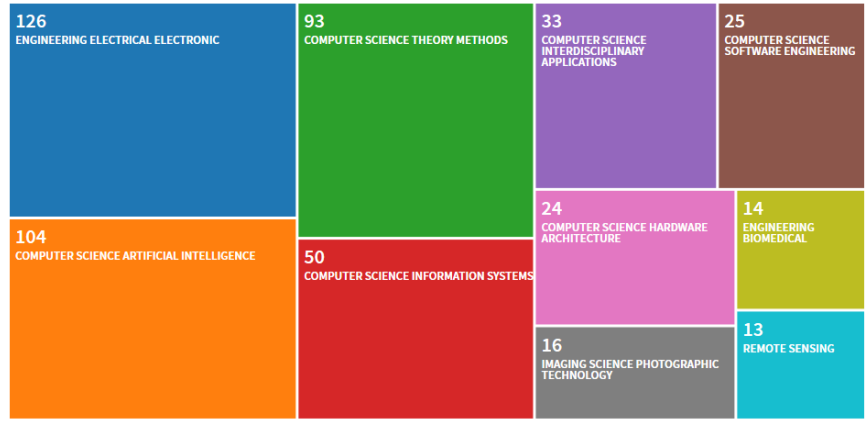 126
ENGINEERING ELECTRICAL ELECTRONIC
104
COMPUTER SCIENCE ARTIFICIAL INTELLIGENCE
93
COMPUTER SCIENCE THEORY METHODS
50
COMPUTER SCIENCE INFORMATION SYSTEMS
33
COMPUTER SCIENCE
INTERDISCIPLINARY
APPLICATIONS
25
COMPUTER SCIENCE
SOFTWARE ENGINEERING
24
COMPUTER SCIENCE HARDWARE
ARCHITECTURE
14
ENGINEERING
BIOMEDICAL
16
IMAGING SCIENCE PHOTOGRAPHIC
TECHNOLOGY
13
REMOTE SENSING